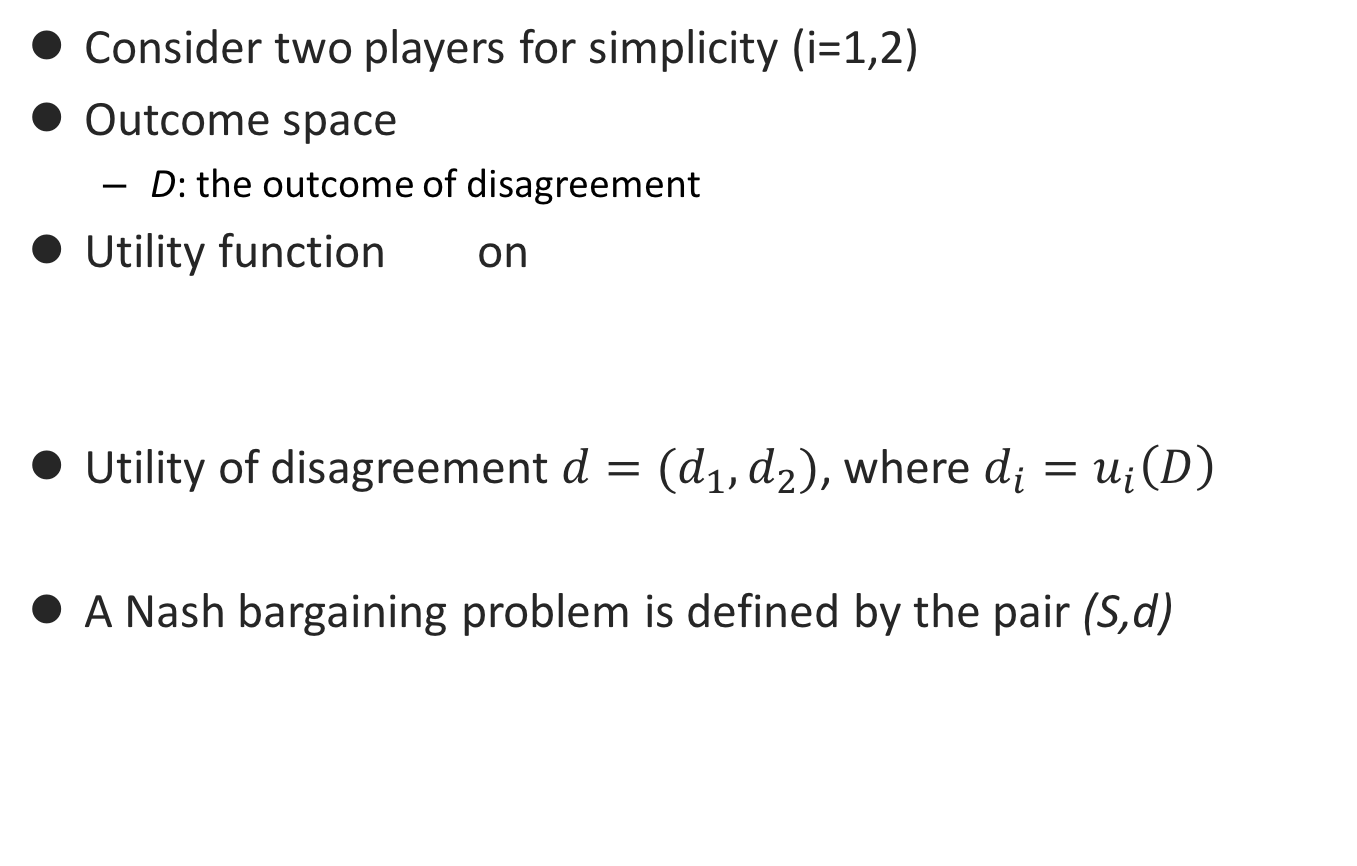 ● Consider two players for simplicity (i=1,2)
● Outcome space
– D: the outcome of disagreement
● Utility function on
● Utility of disagreement d = (d₁, d₂), where dᵢ = uᵢ(D)
● A Nash bargaining problem is defined by the pair (S,d)